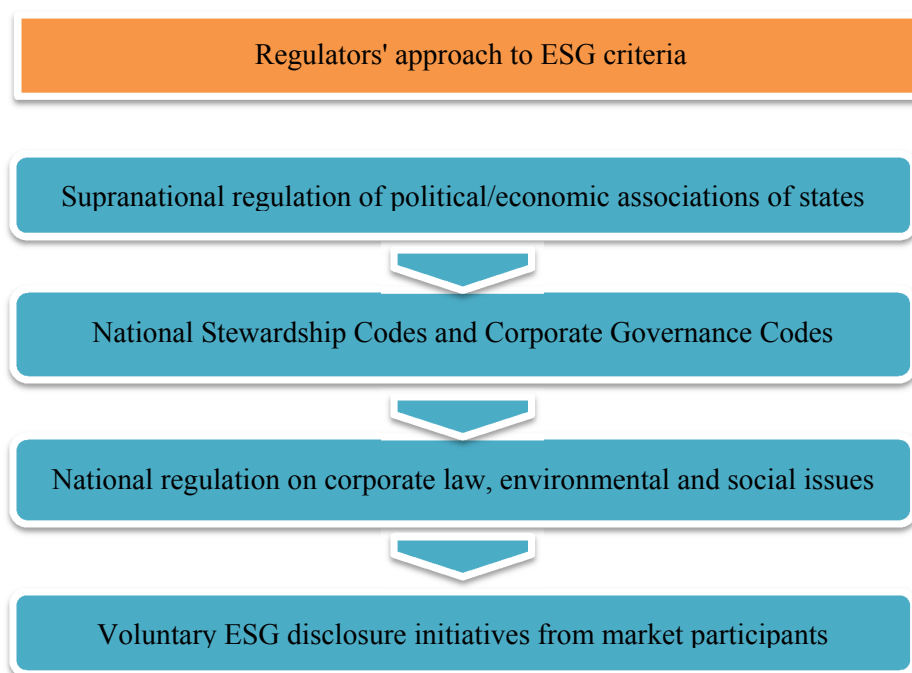 Regulators' approach to ESG criteria
Supranational regulation of political/economic associations of states
National Stewardship Codes and Corporate Governance Codes
National regulation on corporate law, environmental and social issues
Voluntary ESG disclosure initiatives from market participants